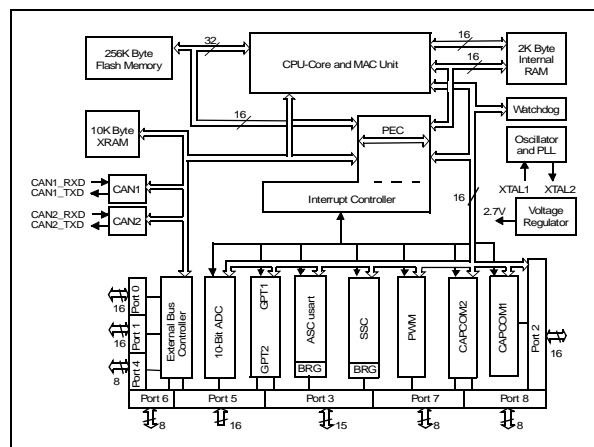 256K Byte
Flash Memory
32
CPU-Core and MAC Unit
16
16
2K Byte
Internal
RAM
16
PEC
Watchdog
10K Byte
XRAM
Oscillator
and PLL
CAN1_RXD
CAN1_TXD
CAN1
Interrupt Controller
16
XTAL1
XTAL2
CAN2_RXD
CAN2_TXD
CAN2
2.7V
Voltage
Regulator
Port 0
16
Port 1
16
Port 4
8
External Bus
Controller
10-Bit ADC
GPT1
GPT2
ASC usart
BRG
SSC
BRG
PWM
CAPCOM2
CAPCOM1
Port 2
16
Port 6
Port 5
Port 3
Port 7
Port 8
8
16
15
8
8